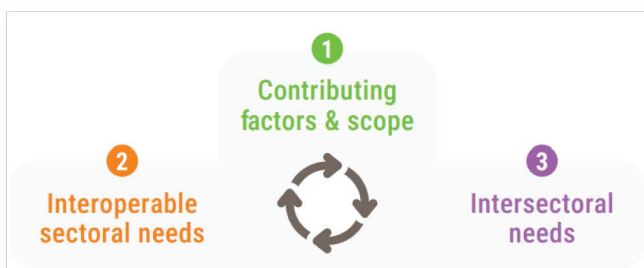 1
Contributing
factors & scope
2
Interoperable
sectoral needs
3
Intersectoral
needs